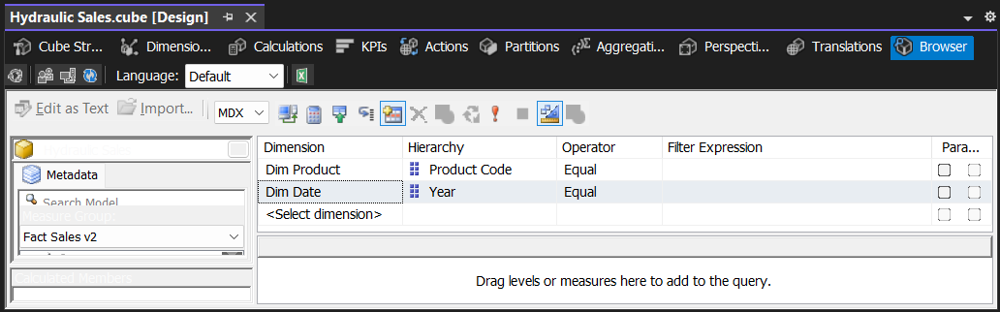 Hydraulic Sales.cube [Design]
Cube Str... Dimensio... Calculations KPIs Actions Partitions Aggregati... Perspecti... Translations Browser
Language: Default
Edit as Text Import... MDX
Hydraulic Sales
Metadata
Search Model
Measure Group:
Fact Sales v2
Calculated Members
Dimension Hierarchy Operator Filter Expression Para...
Dim Product Product Code Equal
Dim Date Year Equal
<Select dimension>
Drag levels or measures here to add to the query.